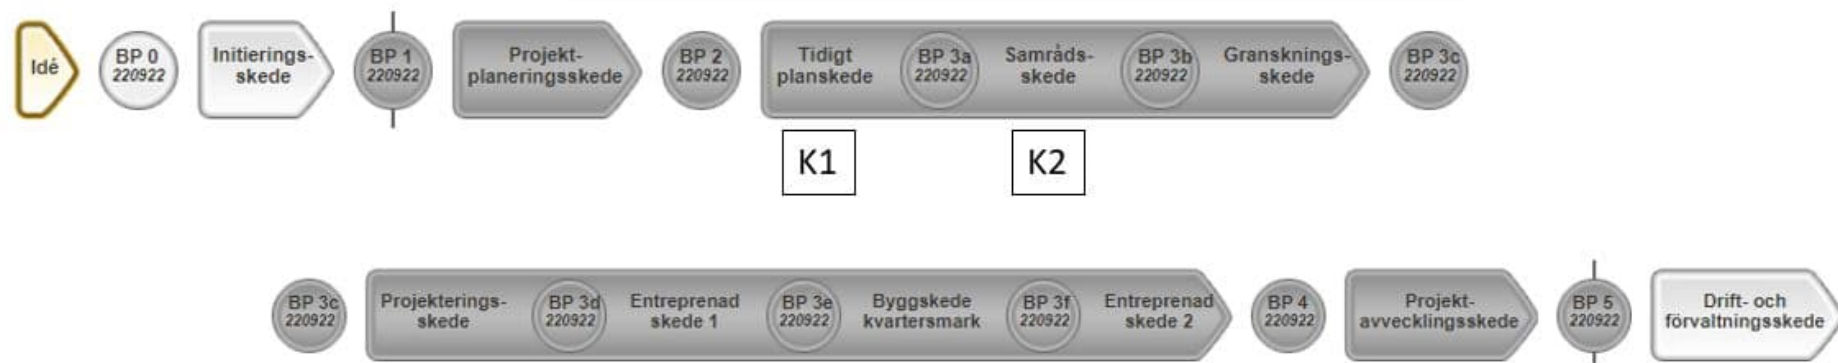 Idé
BP 0
220922
Initierings-
skede
BP 1
220922
Projekt-
planeringsskede
BP 2
220922
Tidigt
planskede
BP 3a
220922
Samråds-
skede
BP 3b
220922
Gransknings-
skede
BP 3c
220922
K1
K2
BP 3c
220922
Projekterings-
skede
BP 3d
220922
Entreprenad
skede 1
BP 3e
220922
Byggskede
kvartersmark
BP 3f
220922
Entreprenad
skede 2
BP 4
220922
Projekt-
avvecklingsskede
BP 5
220922
Drift- och
förvaltningsskede